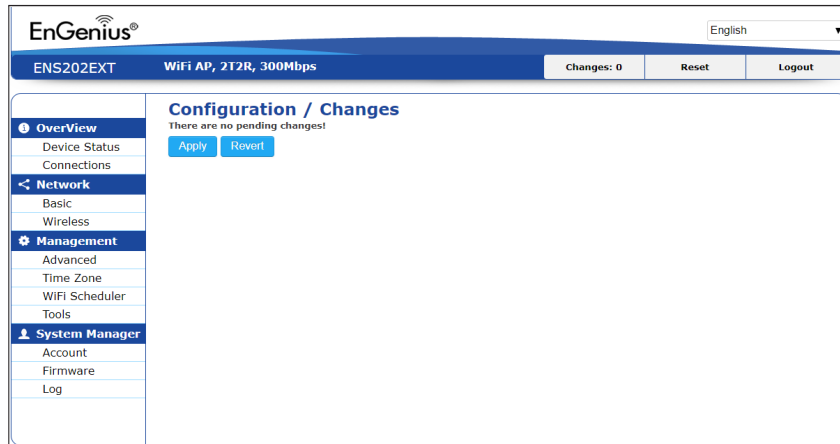 EnGenius®
English
ENS202EXT
WiFi AP, 2T2R, 300Mbps
Changes: 0
Reset
Logout
Configuration / Changes
There are no pending changes!
Apply
Revert
OverView
Device Status
Connections
Network
Basic
Wireless
Management
Advanced
Time Zone
WiFi Scheduler
Tools
System Manager
Account
Firmware
Log